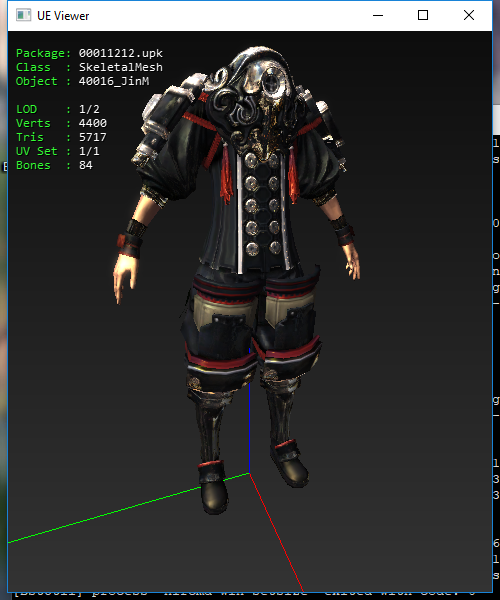 UE Viewer
Package: 00011212.upk
Class : SkeletalMesh
Object : 40016_JinM
LOD : 1/2
Verts : 4400
Tris : 5717
UV Set : 1/1
Bones : 84